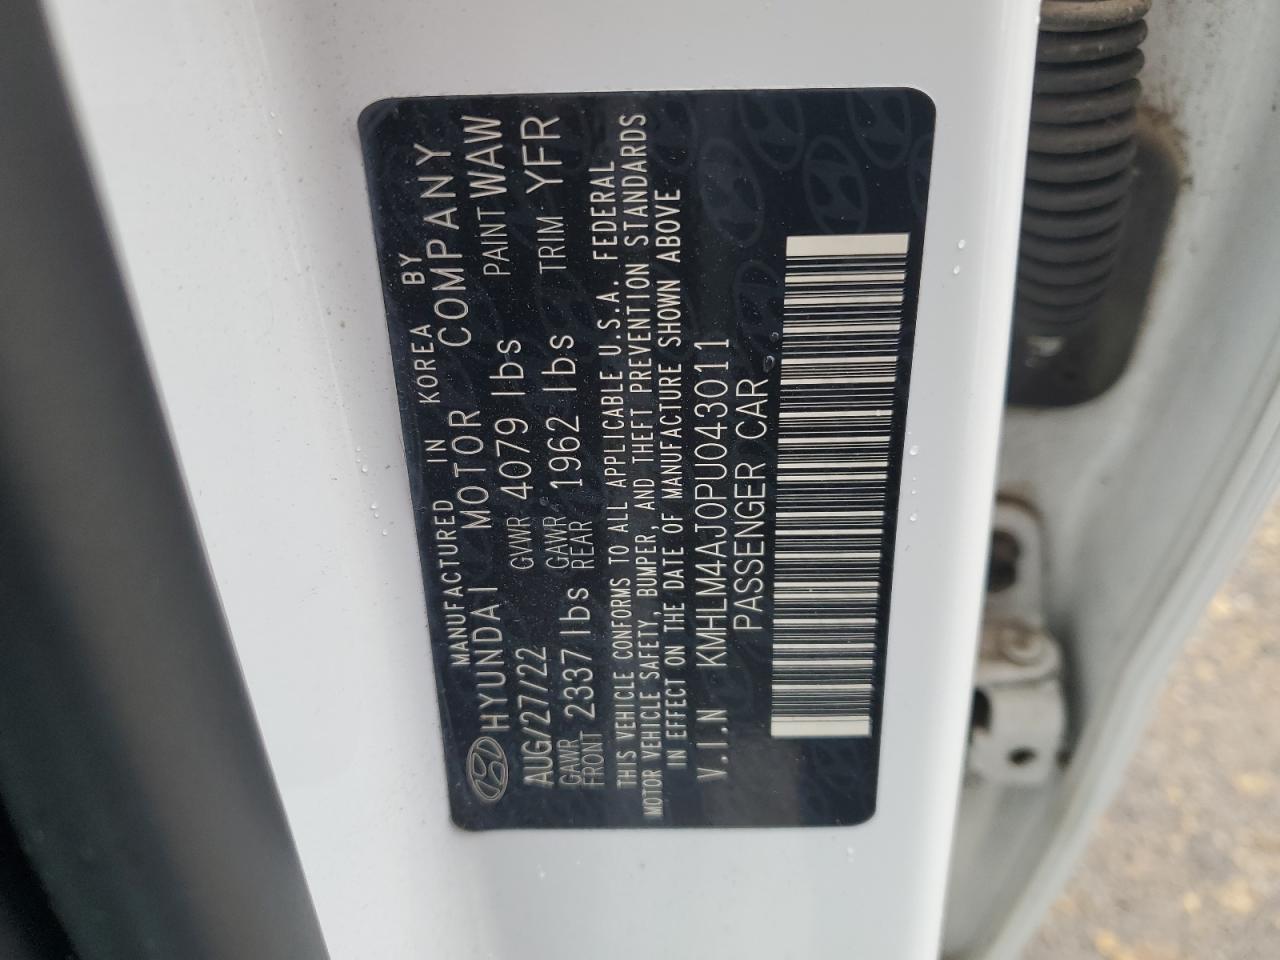 MANUFACTURED IN KOREA BY
HYUNDAI MOTOR COMPANY
AUG/27/22 GVWR 4079 lbs PAINT WAW
GAWR FRONT 2337 lbs GAWR REAR 1962 lbs TRIM YFR
THIS VEHICLE CONFORMS TO ALL APPLICABLE U.S.A. FEDERAL
MOTOR VEHICLE SAFETY, BUMPER, AND THEFT PREVENTION STANDARDS
IN EFFECT ON THE DATE OF MANUFACTURE SHOWN ABOVE
V.I.N KMHLM4AJ0PU043011
PASSENGER CAR